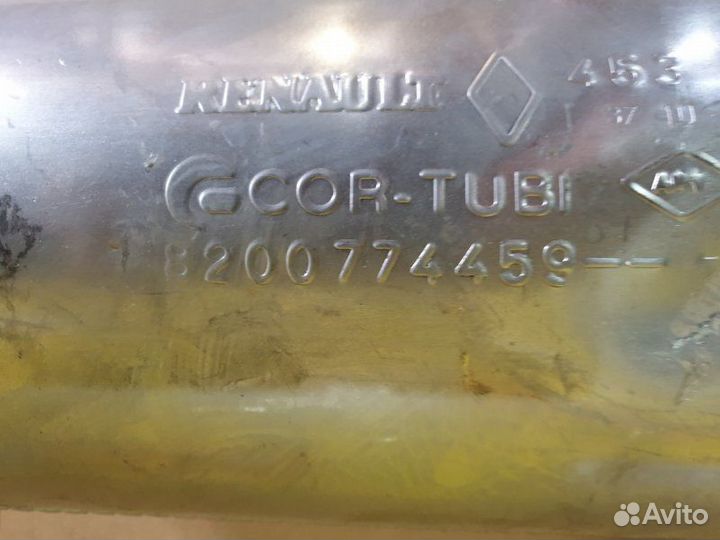 RENAULT 453
COR-TUBI
8200774459--
Avito